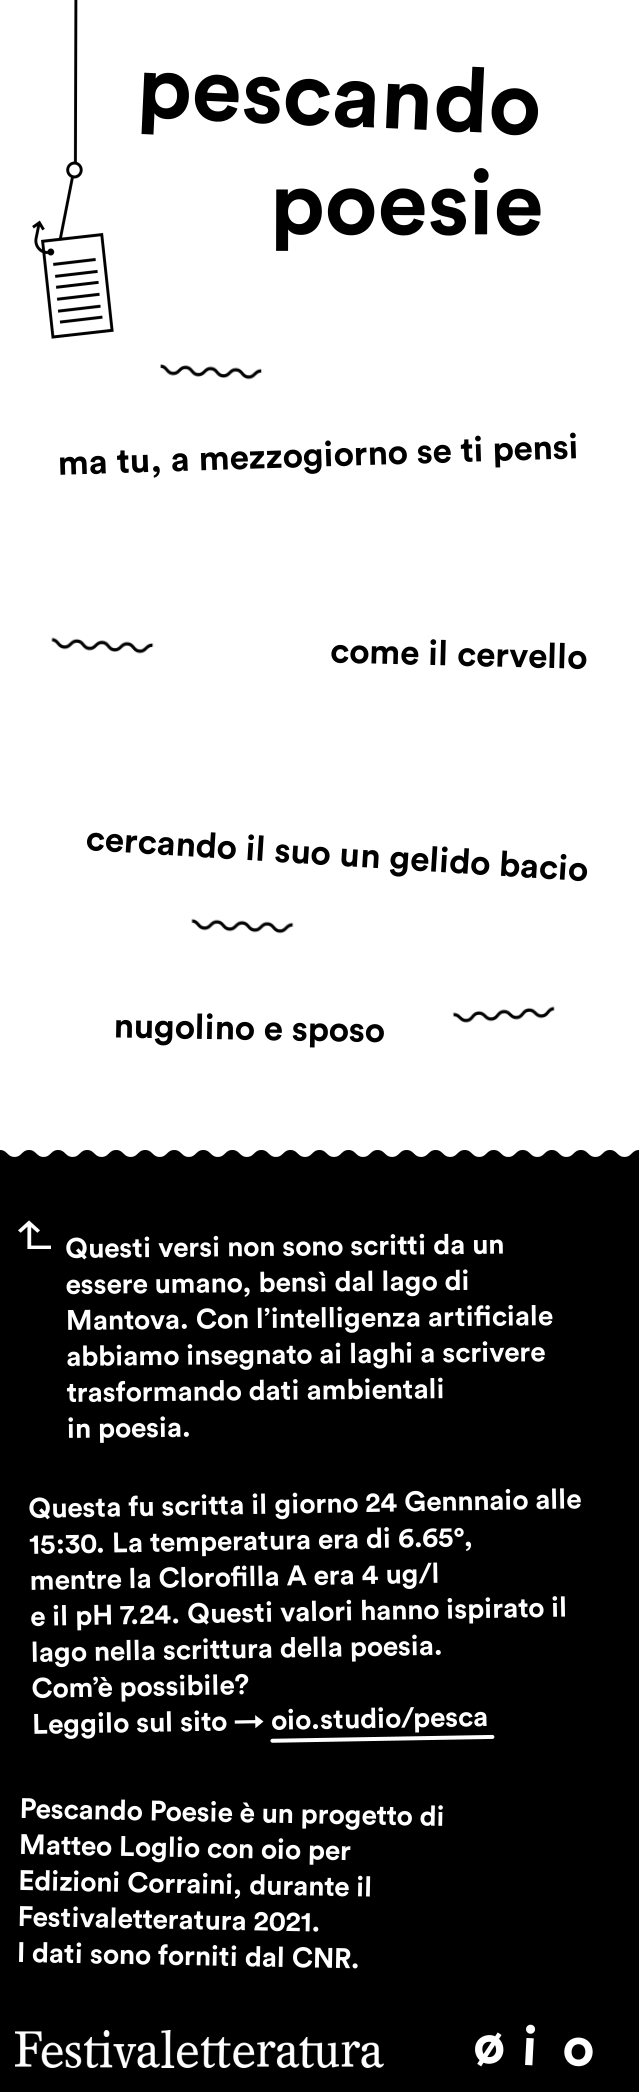 pescando
poesie
ma tu, a mezzogiorno se ti pensi
come il cervello
cercando il suo un gelido bacio
nugolino e sposo
Questi versi non sono scritti da un
essere umano, bensì dal lago di
Mantova. Con l’intelligenza artificiale
abbiamo insegnato ai laghi a scrivere
trasformando dati ambientali
in poesia.
Questa fu scritta il giorno 24 Gennnaio alle
15:30. La temperatura era di 6.65°,
mentre la Clorofilla A era 4 ug/l
e il pH 7.24. Questi valori hanno ispirato il
lago nella scrittura della poesia.
Com’è possibile?
Leggilo sul sito → oio.studio/pesca
Pescando Poesie è un progetto di
Matteo Loglio con oio per
Edizioni Corraini, durante il
Festivaletteratura 2021.
I dati sono forniti dal CNR.
Festivaletteratura ø i o